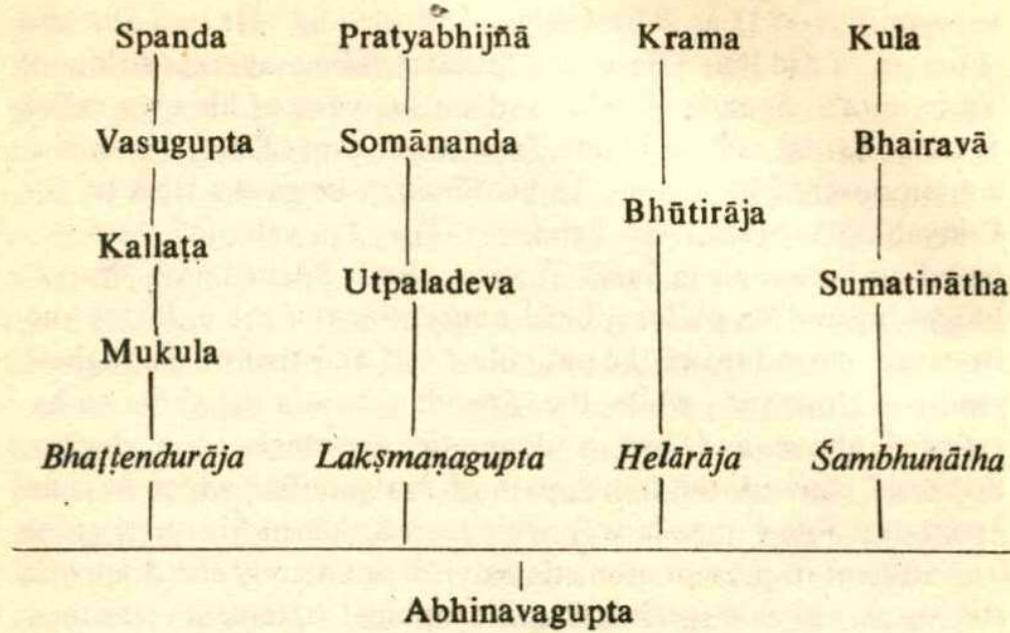 Spanda Pratyabhijñā Krama Kula
Vasugupta Somānanda Bhairavā
Bhūtirāja
Kallaṭa
Utpaladeva Sumatinātha
Mukula
Bhaṭṭendurāja Lakṣmaṇagupta Helārāja Śambhunātha
Abhinavagupta